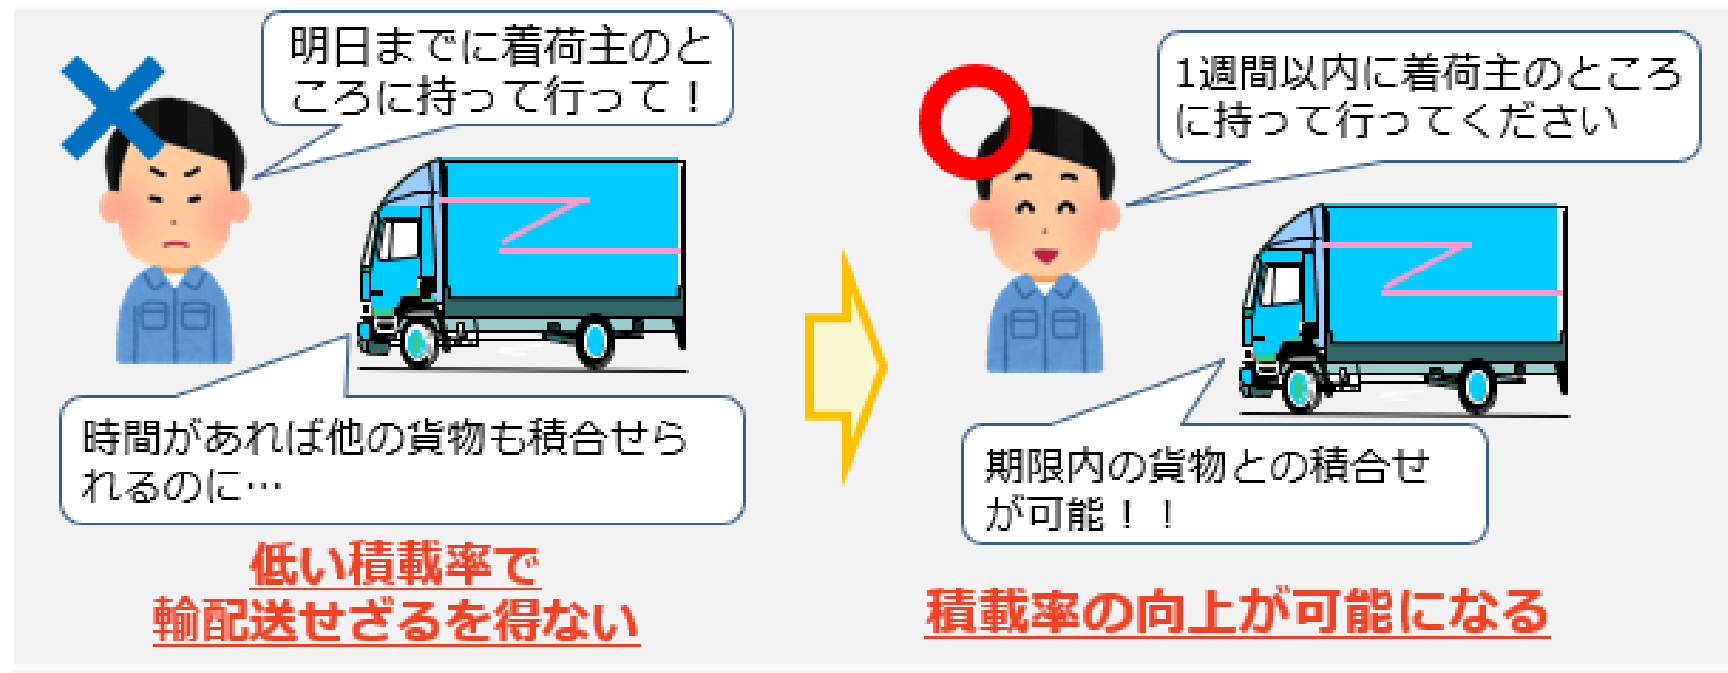 明日までに着荷主のと
ころに持って行って！
時間があれば他の貨物も積合せら
れるのに…
低い積載率で
輸配送せざるを得ない
1週間以内に着荷主のところ
に持って行ってください
期限内の貨物との積合せ
が可能！！
積載率の向上が可能になる